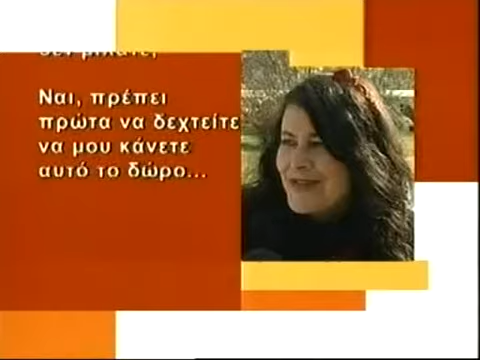 Ναι, πρέπει
πρώτα να δεχτείτε
να μου κάνετε
αυτό το δώρο...